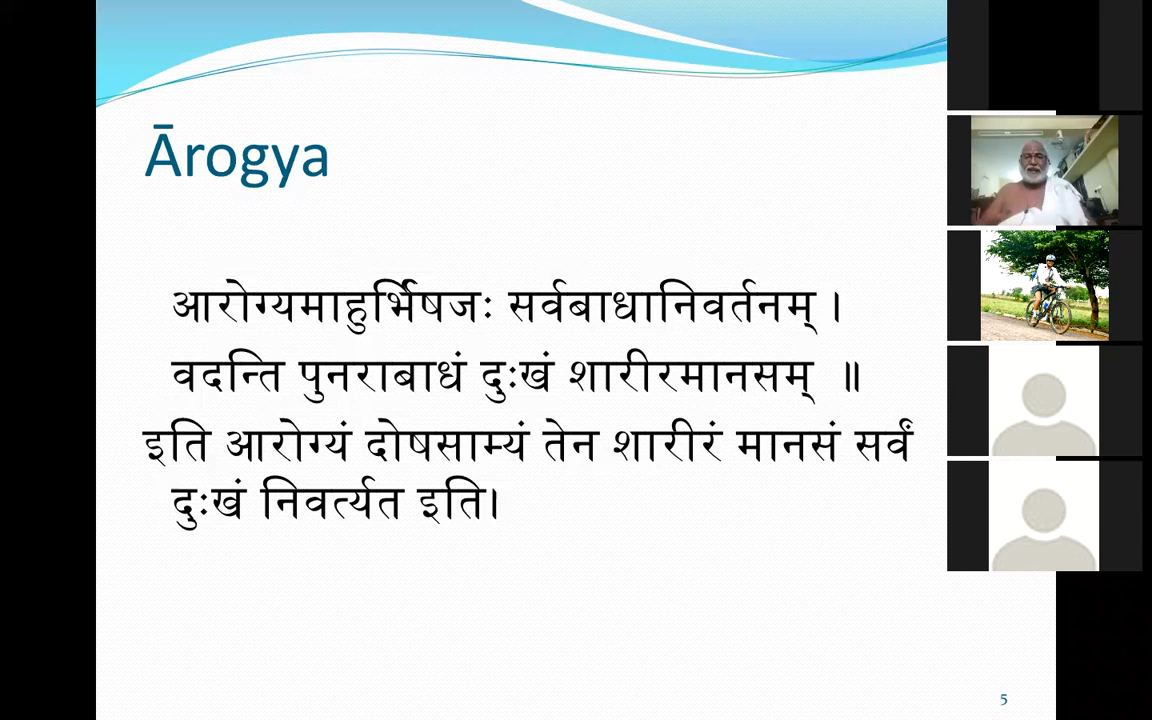 Ārogya
आरोग्यमाहुर्भिषजः सर्वबाधानिवर्तनम् ।
वदन्ति पुनराबाधं दुःखं शारीरमानसम् ॥
इति आरोग्यं दोषसाम्यं तेन शारीरं मानसं सर्वं
दुःखं निवर्त्यत इति।
5